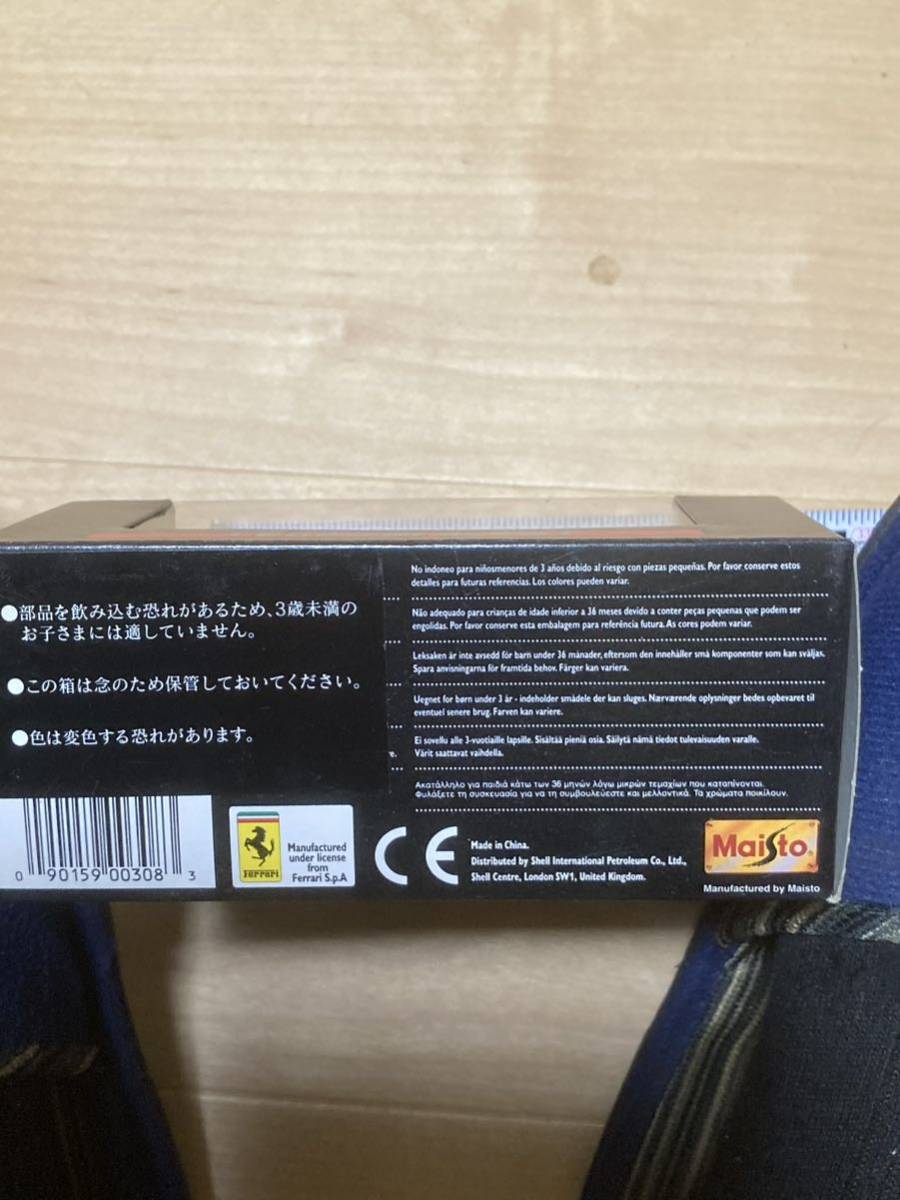 ●部品を飲み込む恐れがあるため、3歳未満の
お子さまには適していません。
●この箱は念のため保管しておいてください。
●色は変色する恐れがあります。
No indoneo para niñosmenores de 3 años debido al riesgo con piezas pequeñas. Por favor conserve estos
detalles para futuras referencias. Los colores pueden variar.
Não adequado para crianças de idade inferior a 36 meses devido a conter peças pequenas que podem ser
engolidas. Por favor conserve esta embalagem para referência futura. As cores podem variar.
Leksaken är inte avsedd för barn under 36 månader, eftersom den innehåller små komponenter som kan sväljas.
Spara anvisningarna för framtida behov. Färger kan variera.
Uegnet for børn under 3 år - indeholder smådele der kan sluges. Nærværende oplysninger bedes opbevaret til
eventuel senere brug. Farven kan variere.
Ei sovellu alle 3-vuotiaille lapsille. Sisältää pieniä osia. Säilytä nämä tiedot tulevaisuuden varalle.
Värit saattavat vaihdella.
Ακατάλληλο για παιδιά κάτω των 36 μηνών λόγω μικρών τεμαχίων που καταπίνονται.
Φυλάξετε τη συσκευασία για να τη συμβουλεύεστε και μελλοντικά. Τα χρώματα ποικίλουν.
0 90159 00308 3
Ferrari
Manufactured
under license
from
Ferrari S.p.A
CE
Made in China.
Distributed by Shell International Petroleum Co., Ltd.,
Shell Centre, London SW1, United Kingdom.
Maisto
Manufactured by Maisto